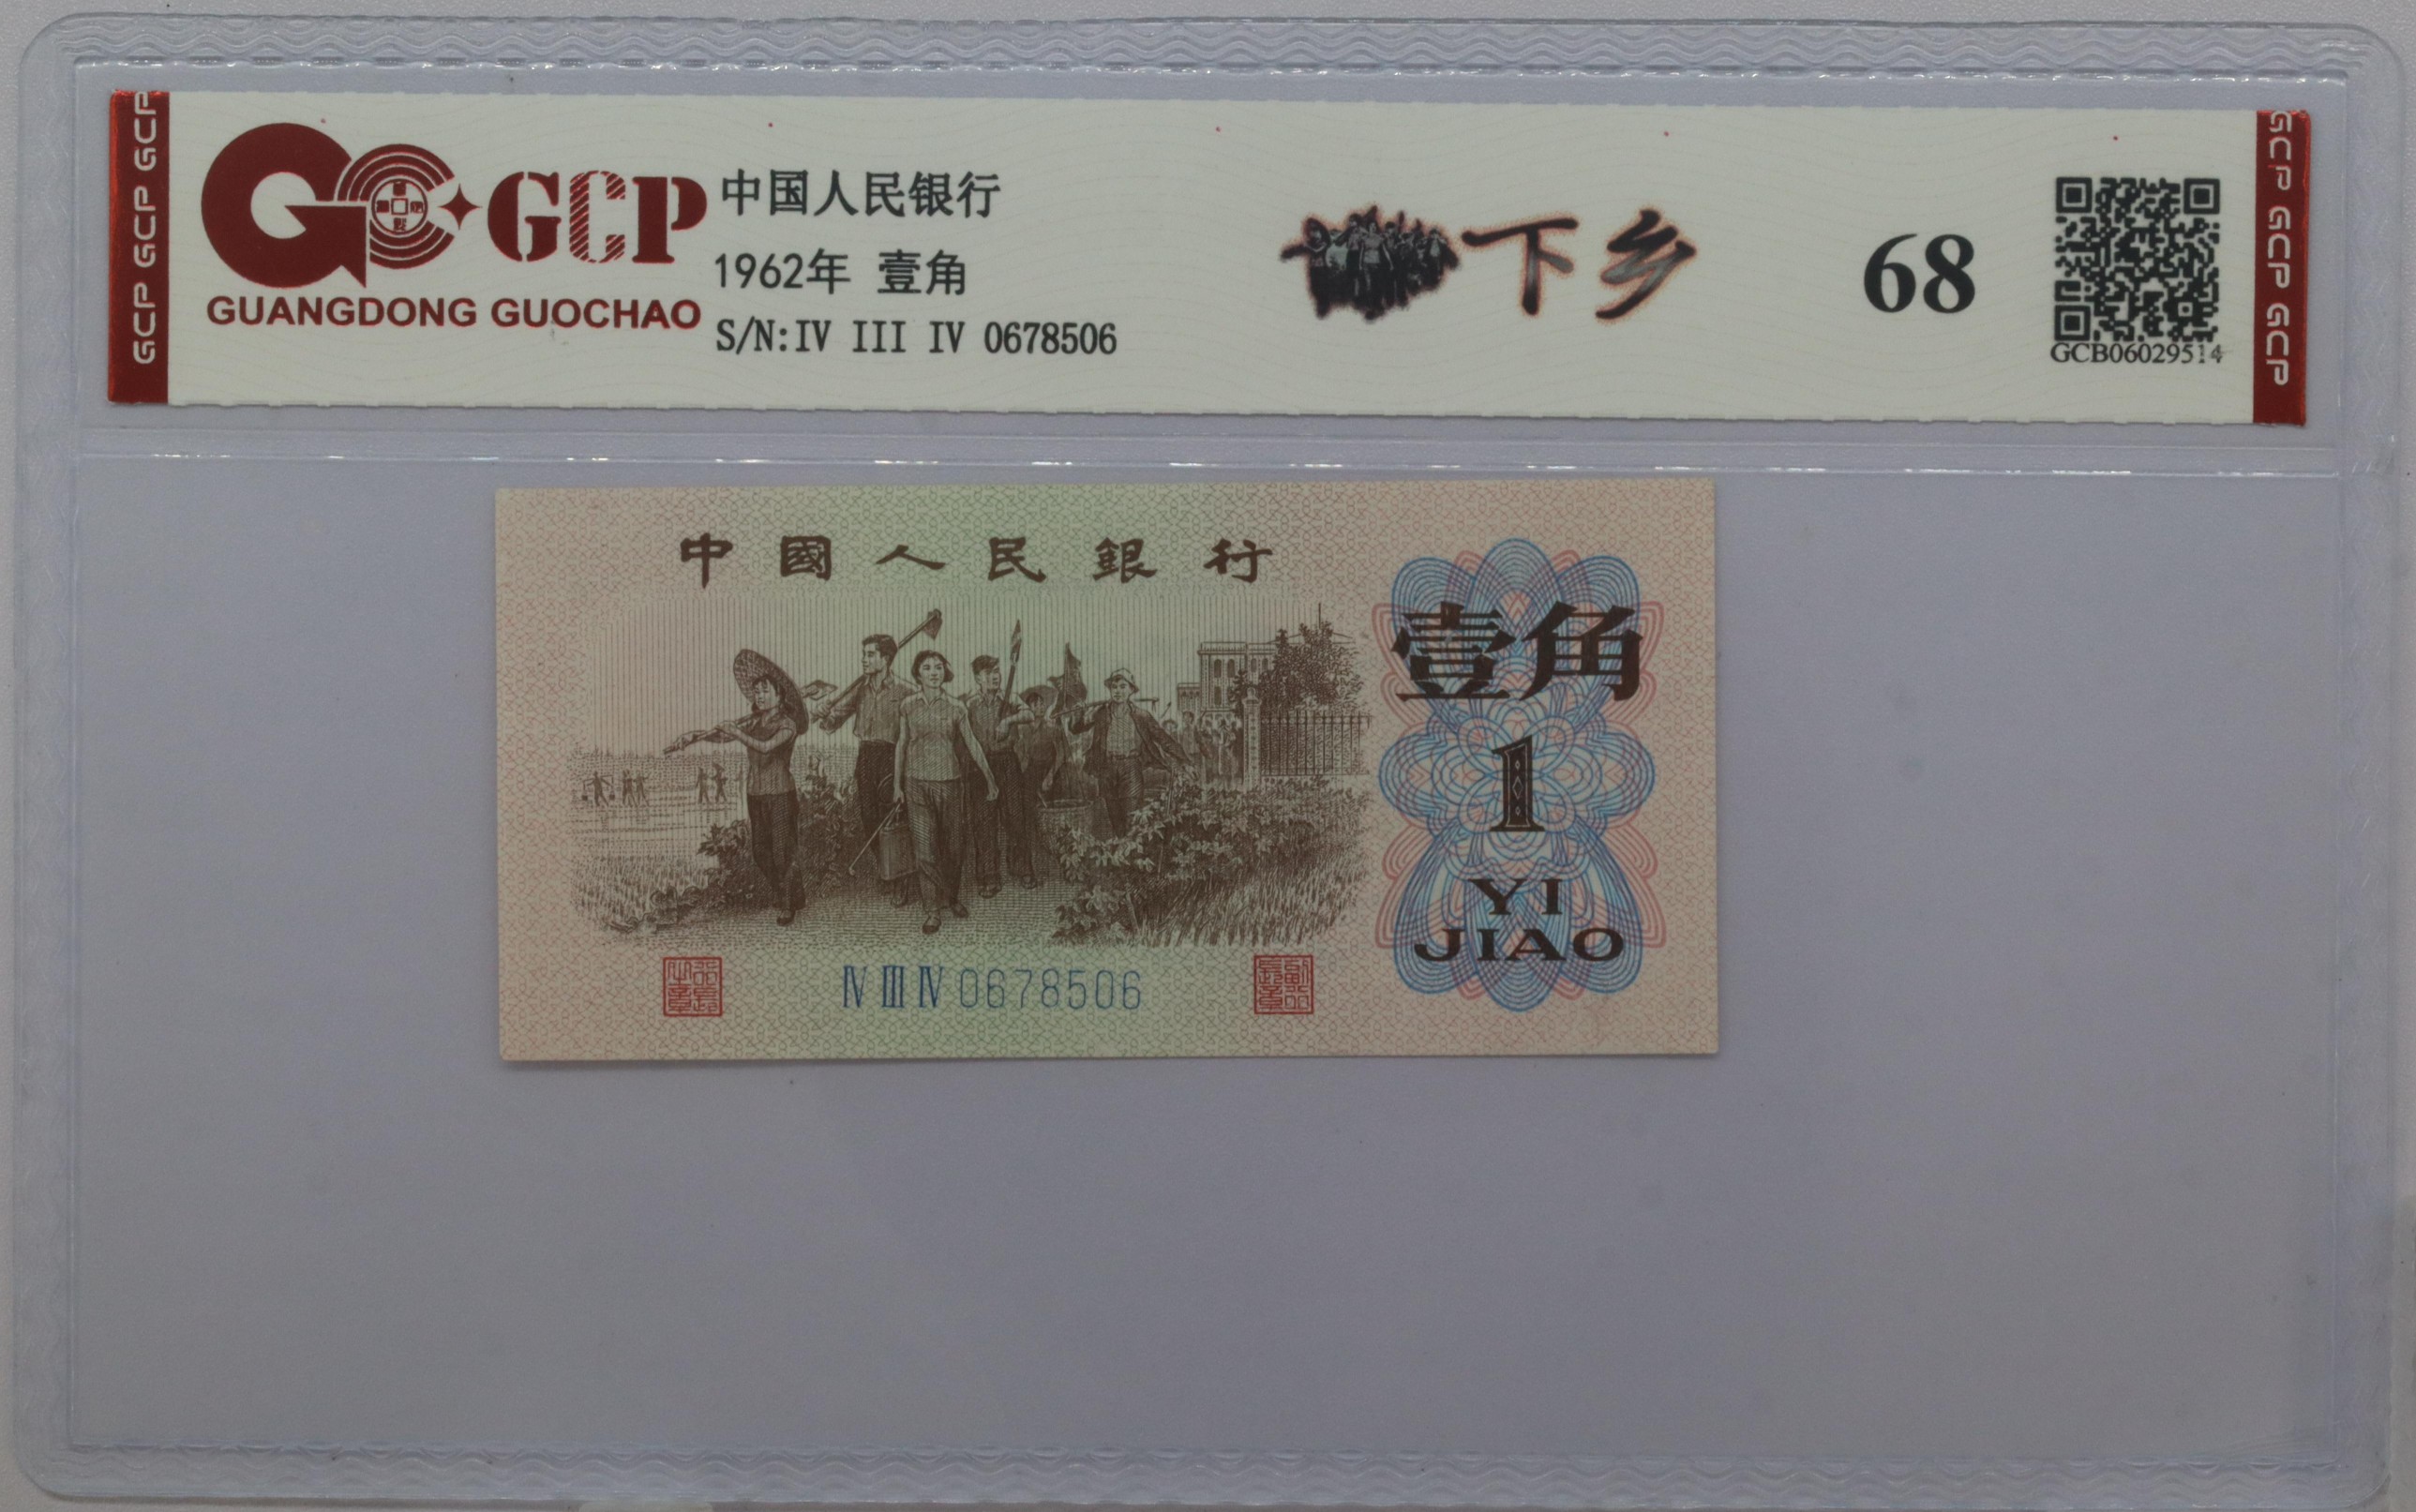 GCP GCP GCP
GCP
GUANGDONG GUOCHAO
中国人民银行
1962年 壹角
S/N:IV III IV 0678506
下乡
68
GCB06029514
GCP GCP GCP
中國人民銀行
壹角
1
YI
JIAO
Ⅳ Ⅲ Ⅳ 0678506